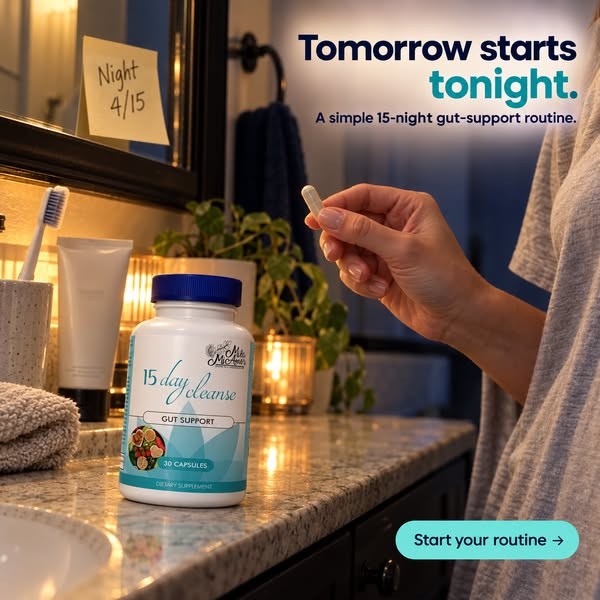 Night
4/15
Tomorrow starts
tonight.
A simple 15-night gut-support routine.
15 day
cleanse
GUT SUPPORT
30 CAPSULES
DIETARY SUPPLEMENT
Start your routine →